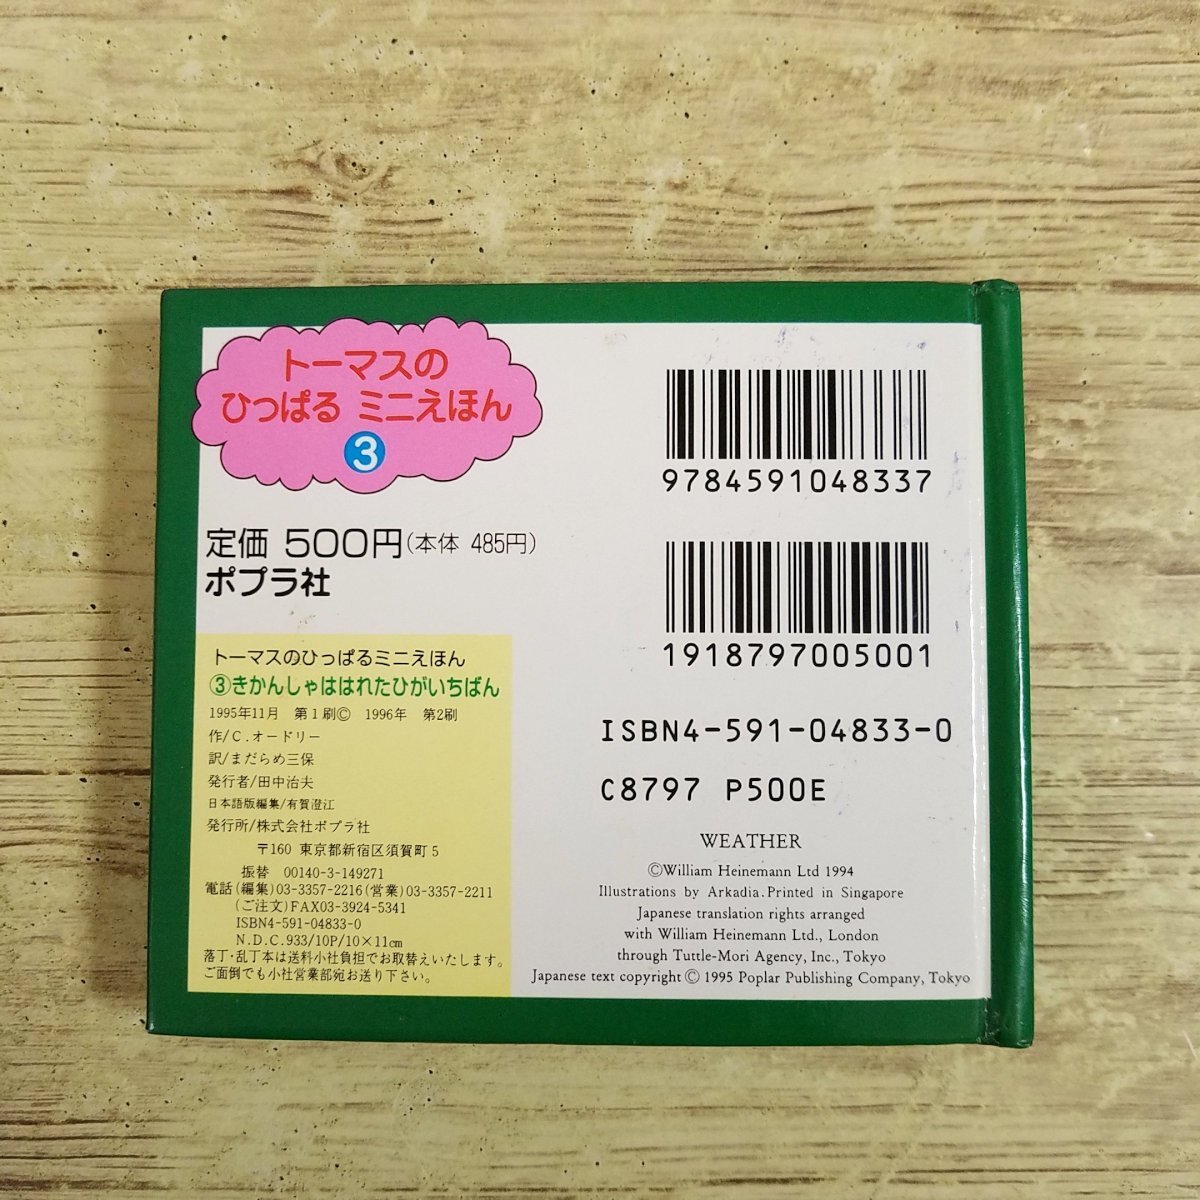 トーマスの
ひっぱる ミニえほん
3
定価 500円(本体 485円)
ポプラ社
トーマスのひっぱるミニえほん
③きかんしゃははれたひがいちばん
1995年11月 第1刷© 1996年 第2刷
作/C.オードリー
訳/まだらめ三保
発行者/田中治夫
日本語版編集/有賀澄江
発行所/株式会社ポプラ社
〒160 東京都新宿区須賀町5
振替 00140-3-149271
電話(編集)03-3357-2216(営業)03-3357-2211
(ご注文)FAX03-3924-5341
ISBN4-591-04833-0
N.D.C.933/10P/10×11cm
落丁・乱丁本は送料小社負担でお取替えいたします。
ご面倒でも小社営業部宛お送り下さい。
9784591048337
1918797005001
ISBN4-591-04833-0
C8797 P500E
WEATHER
©William Heinemann Ltd 1994
Illustrations by Arkadia.Printed in Singapore
Japanese translation rights arranged
with William Heinemann Ltd., London
through Tuttle-Mori Agency, Inc., Tokyo
Japanese text copyright © 1995 Poplar Publishing Company, Tokyo